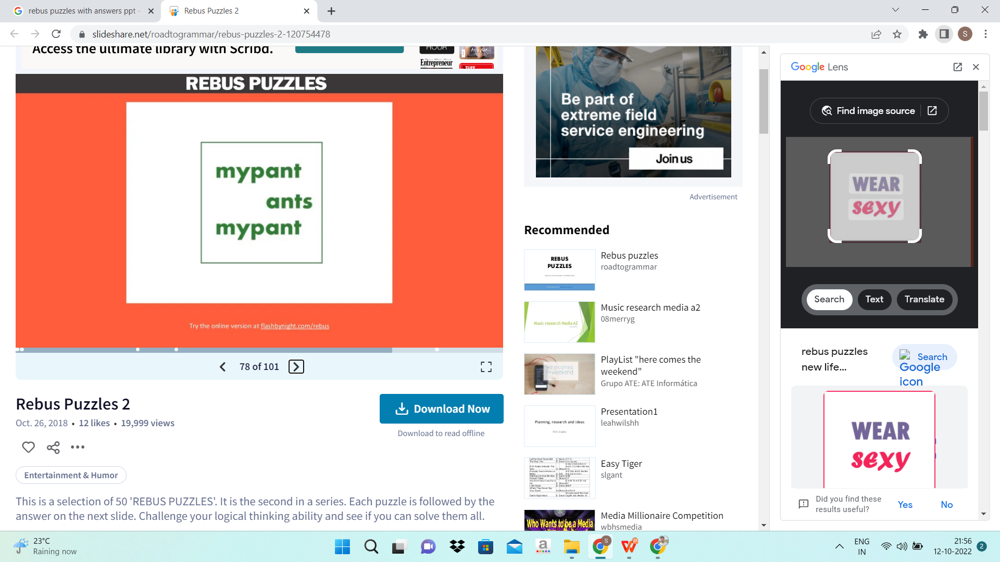 rebus puzzles with answers ppt -
Rebus Puzzles 2
slideshare.net/roadtogrammar/rebus-puzzles-2-120754478
S
Access the ultimate library with Scribd.
HOUR
Entrepreneur
REBUS PUZZLES
mypant
ants
mypant
Try the online version at flashbynight.com/rebus
78 of 101
Rebus Puzzles 2
Oct. 26, 2018 • 12 likes • 19,999 views
Download Now
Download to read offline
Entertainment & Humor
This is a selection of 50 'REBUS PUZZLES'. It is the second in a series. Each puzzle is followed by the
answer on the next slide. Challenge your logical thinking ability and see if you can solve them all.
Be part of
extreme field
service engineering
Join us
Advertisement
Recommended
REBUS
PUZZLES
Rebus puzzles
roadtogrammar
Music research Media A2
Music research media a2
08merryg
Here comes
the weekend
PlayList "here comes the
weekend"
Grupo ATE: ATE Informática
Planning, research and ideas
Film trailer
Presentation1
leahwilshh
Easy Tiger
slgant
Who Wants to be a Media
Media Millionaire Competition
wbhsmedia
Google Lens
Find image source
WEAR
sexy
Search
Text
Translate
rebus puzzles
new life...
Search
Google
icon
WEAR
sexy
Did you find these
results useful?
Yes
No
23°C
Raining now
ENG
IN
21:56
12-10-2022
2